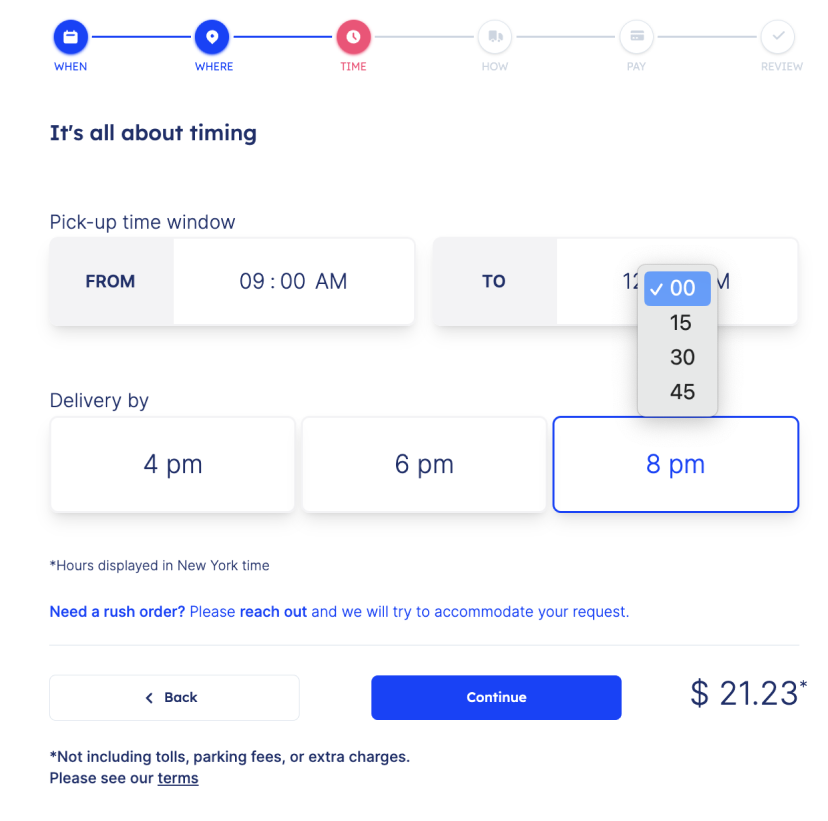 WHEN WHERE TIME HOW PAY REVIEW
It's all about timing
Pick-up time window
FROM 09 : 00 AM TO 12 M
00
15
30
45
Delivery by
4 pm 6 pm 8 pm
*Hours displayed in New York time
Need a rush order? Please reach out and we will try to accommodate your request.
Back Continue $ 21.23*
*Not including tolls, parking fees, or extra charges.
Please see our terms